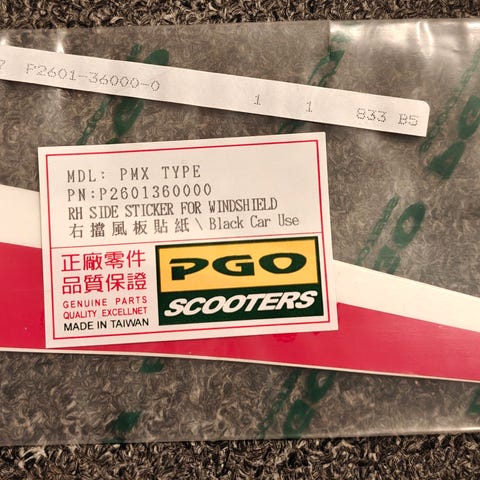 P2601-36000-0
1 1 833 B5
MDL: PMX TYPE
PN:P2601360000
RH SIDE STICKER FOR WINDSHIELD
右擋風板貼紙\Black Car Use
正廠零件
品質保證
GENUINE PARTS
QUALITY EXCELLNET
MADE IN TAIWAN
PGO
SCOOTERS